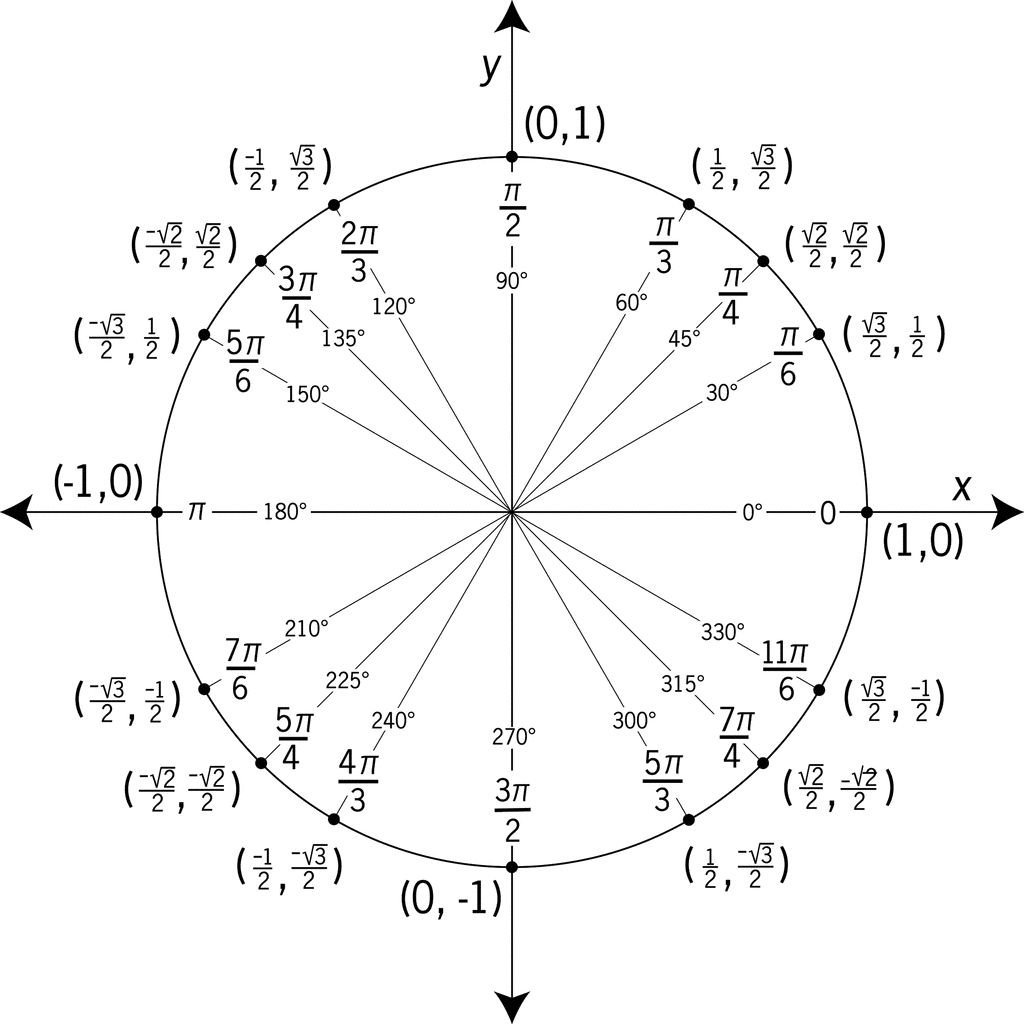 y
(0,1)
(-1/2, √3/2)
(1/2, √3/2)
π/2
2π/3
π/3
(-√2/2, √2/2)
(√2/2, √2/2)
3π/4
π/4
90°
120°
60°
(-√3/2, 1/2)
(√3/2, 1/2)
135°
45°
5π/6
π/6
150°
30°
(-1,0)
x
π
180°
0°
0
(1,0)
210°
330°
7π/6
11π/6
(-√3/2, -1/2)
(√3/2, -1/2)
225°
315°
5π/4
7π/4
240°
300°
270°
(-√2/2, -√2/2)
(√2/2, -√2/2)
4π/3
5π/3
3π/2
(-1/2, -√3/2)
(1/2, -√3/2)
(0, -1)